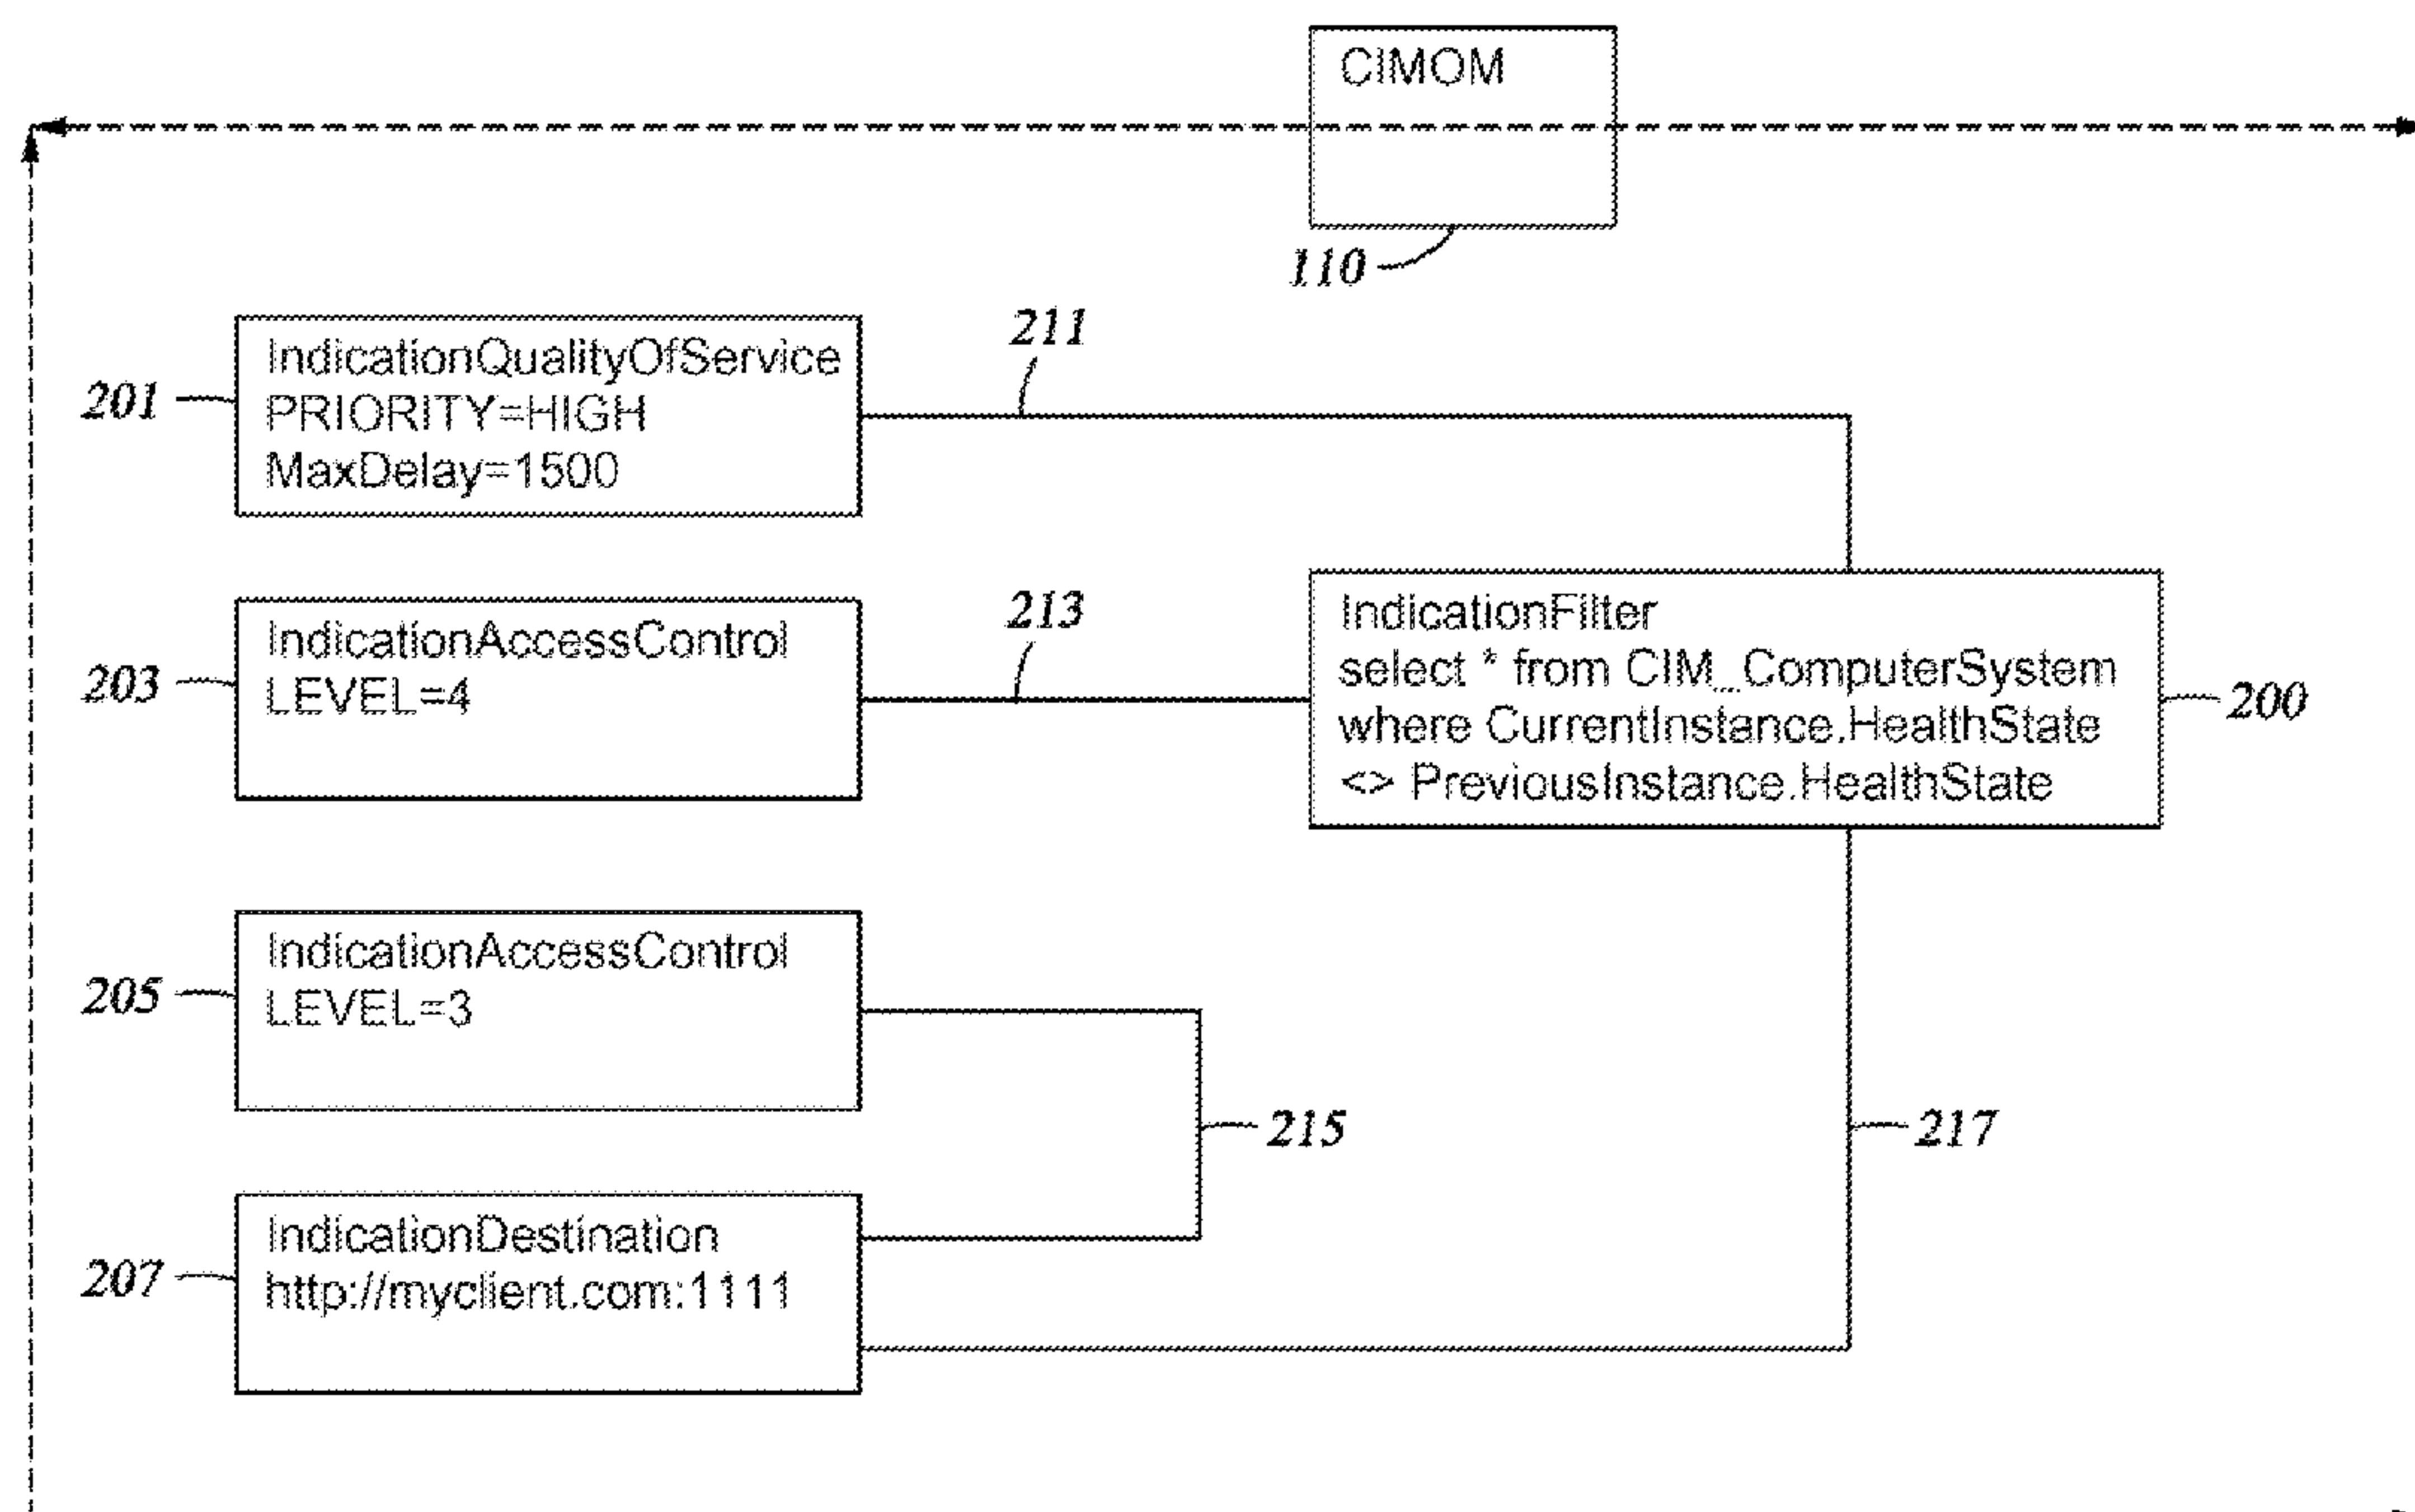 CIMOM
110
211
IndicationQualityOfService
201
PRIORITY=HIGH
MaxDelay=1500
213
IndicationAccessControl
203
LEVEL=4
IndicationFilter
select * from CIM_ComputerSystem
where CurrentInstance.HealthState
<> PreviousInstance.HealthState
200
IndicationAccessControl
205
LEVEL=3
215
217
IndicationDestination
207
http://myclient.com:1111